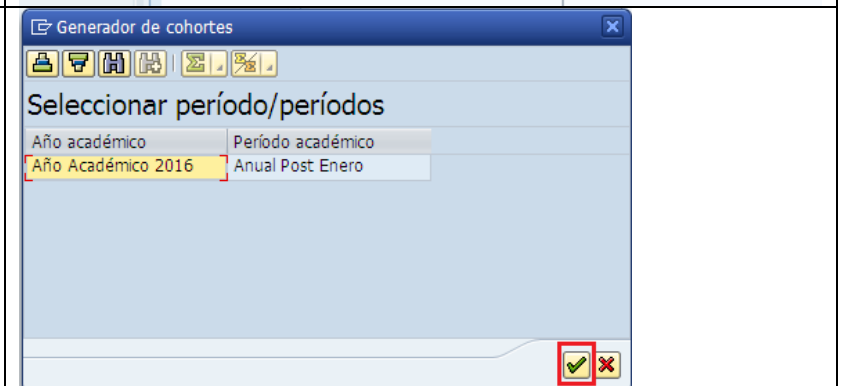 Generador de cohortes
Seleccionar período/períodos
Año académico Período académico
Año Académico 2016 Anual Post Enero